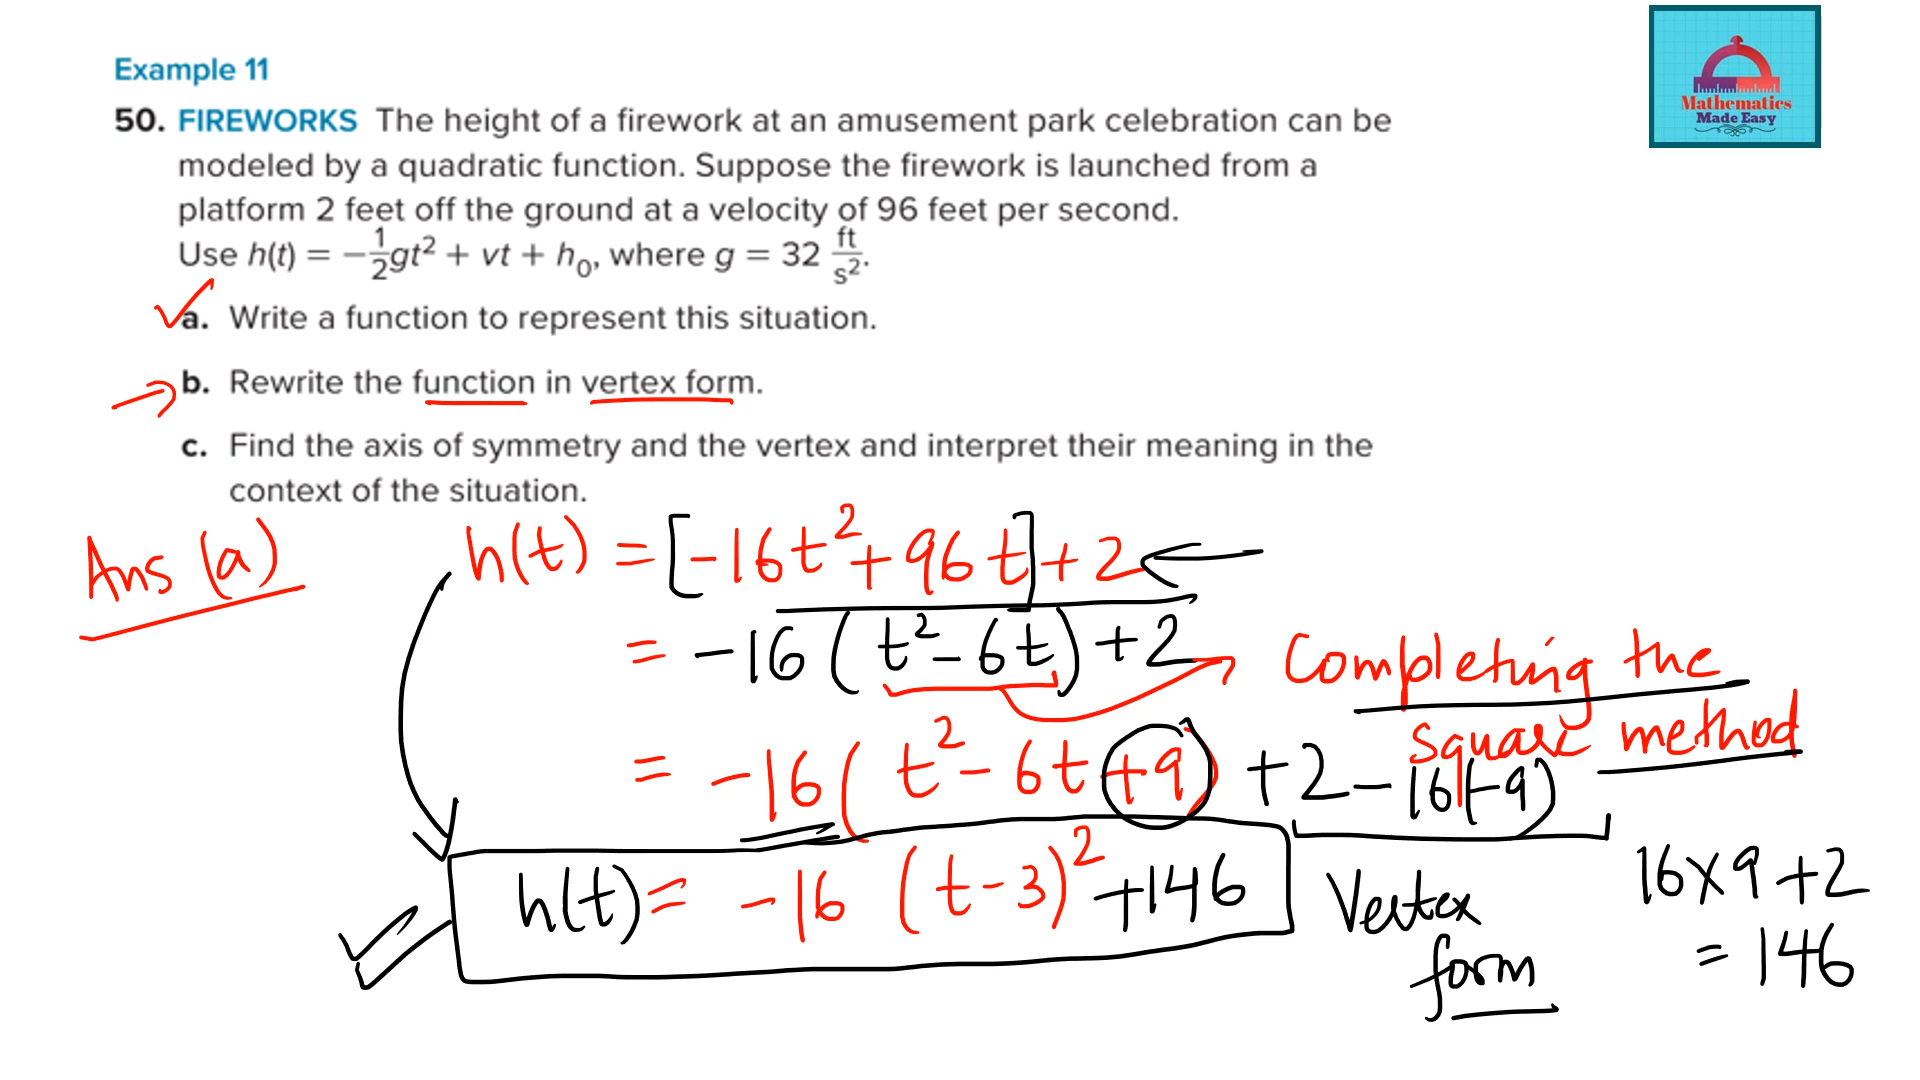 Example 11
Mathematics
Made Easy
50. FIREWORKS The height of a firework at an amusement park celebration can be
modeled by a quadratic function. Suppose the firework is launched from a
platform 2 feet off the ground at a velocity of 96 feet per second.
Use h(t) = −1/2gt² + vt + h₀, where g = 32 ft/s².
a. Write a function to represent this situation.
b. Rewrite the function in vertex form.
c. Find the axis of symmetry and the vertex and interpret their meaning in the
context of the situation.
Ans (a)
h(t) = [-16t²+96t]+2
= -16(t²-6t)+2
Completing the
square method
= -16(t²-6t+9)+2-16(-9)
h(t)= -16(t-3)²+146
Vertex
form
16×9+2
= 146